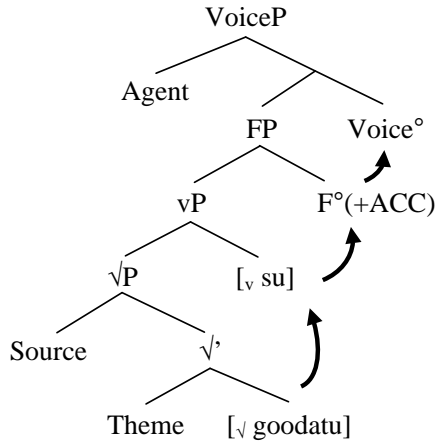 VoiceP
Agent
FP Voice°
vP F°(+ACC)
√P [v su]
Source √’
Theme [√ goodatu]